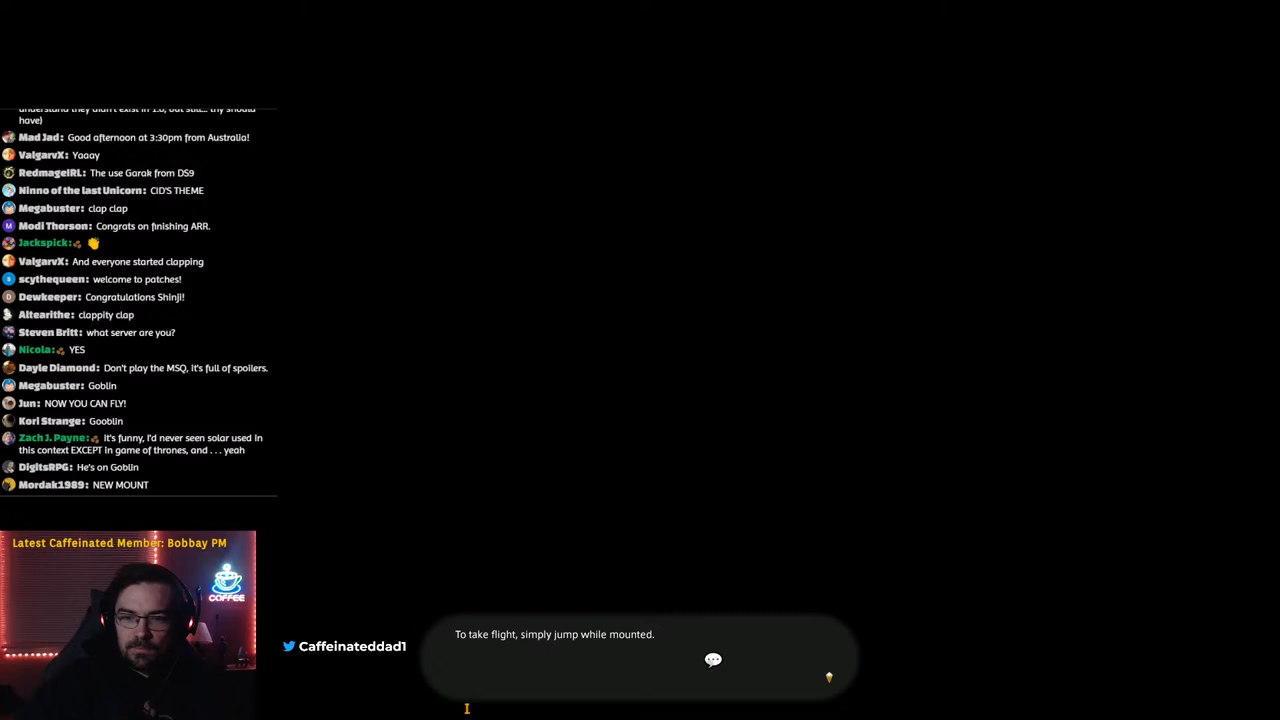 understand they didn't exist in 1.0, but still... thy should
have)
Mad Jad: Good afternoon at 3:30pm from Australia!
ValgarvX: Yaaay
RedmageIRL: The use Garak from DS9
Ninno of the last Unicorn: CID'S THEME
Megabuster: clap clap
Modi Thorson: Congrats on finishing ARR.
Jackspick: 👏
ValgarvX: And everyone started clapping
scythequeen: welcome to patches!
Dewkeeper: Congratulations Shinji!
Altearithe: clappity clap
Steven Britt: what server are you?
Nicola: YES
Dayle Diamond: Don't play the MSQ, it's full of spoilers.
Megabuster: Goblin
Jun: NOW YOU CAN FLY!
Kori Strange: Gooblin
Zach J. Payne: It's funny, I'd never seen solar used in
this context EXCEPT in game of thrones, and . . . yeah
DigitsRPG: He's on Goblin
Mordak1989: NEW MOUNT
Latest Caffeinated Member: Bobbay PM
COFFEE
Caffeinateddad1
To take flight, simply jump while mounted.